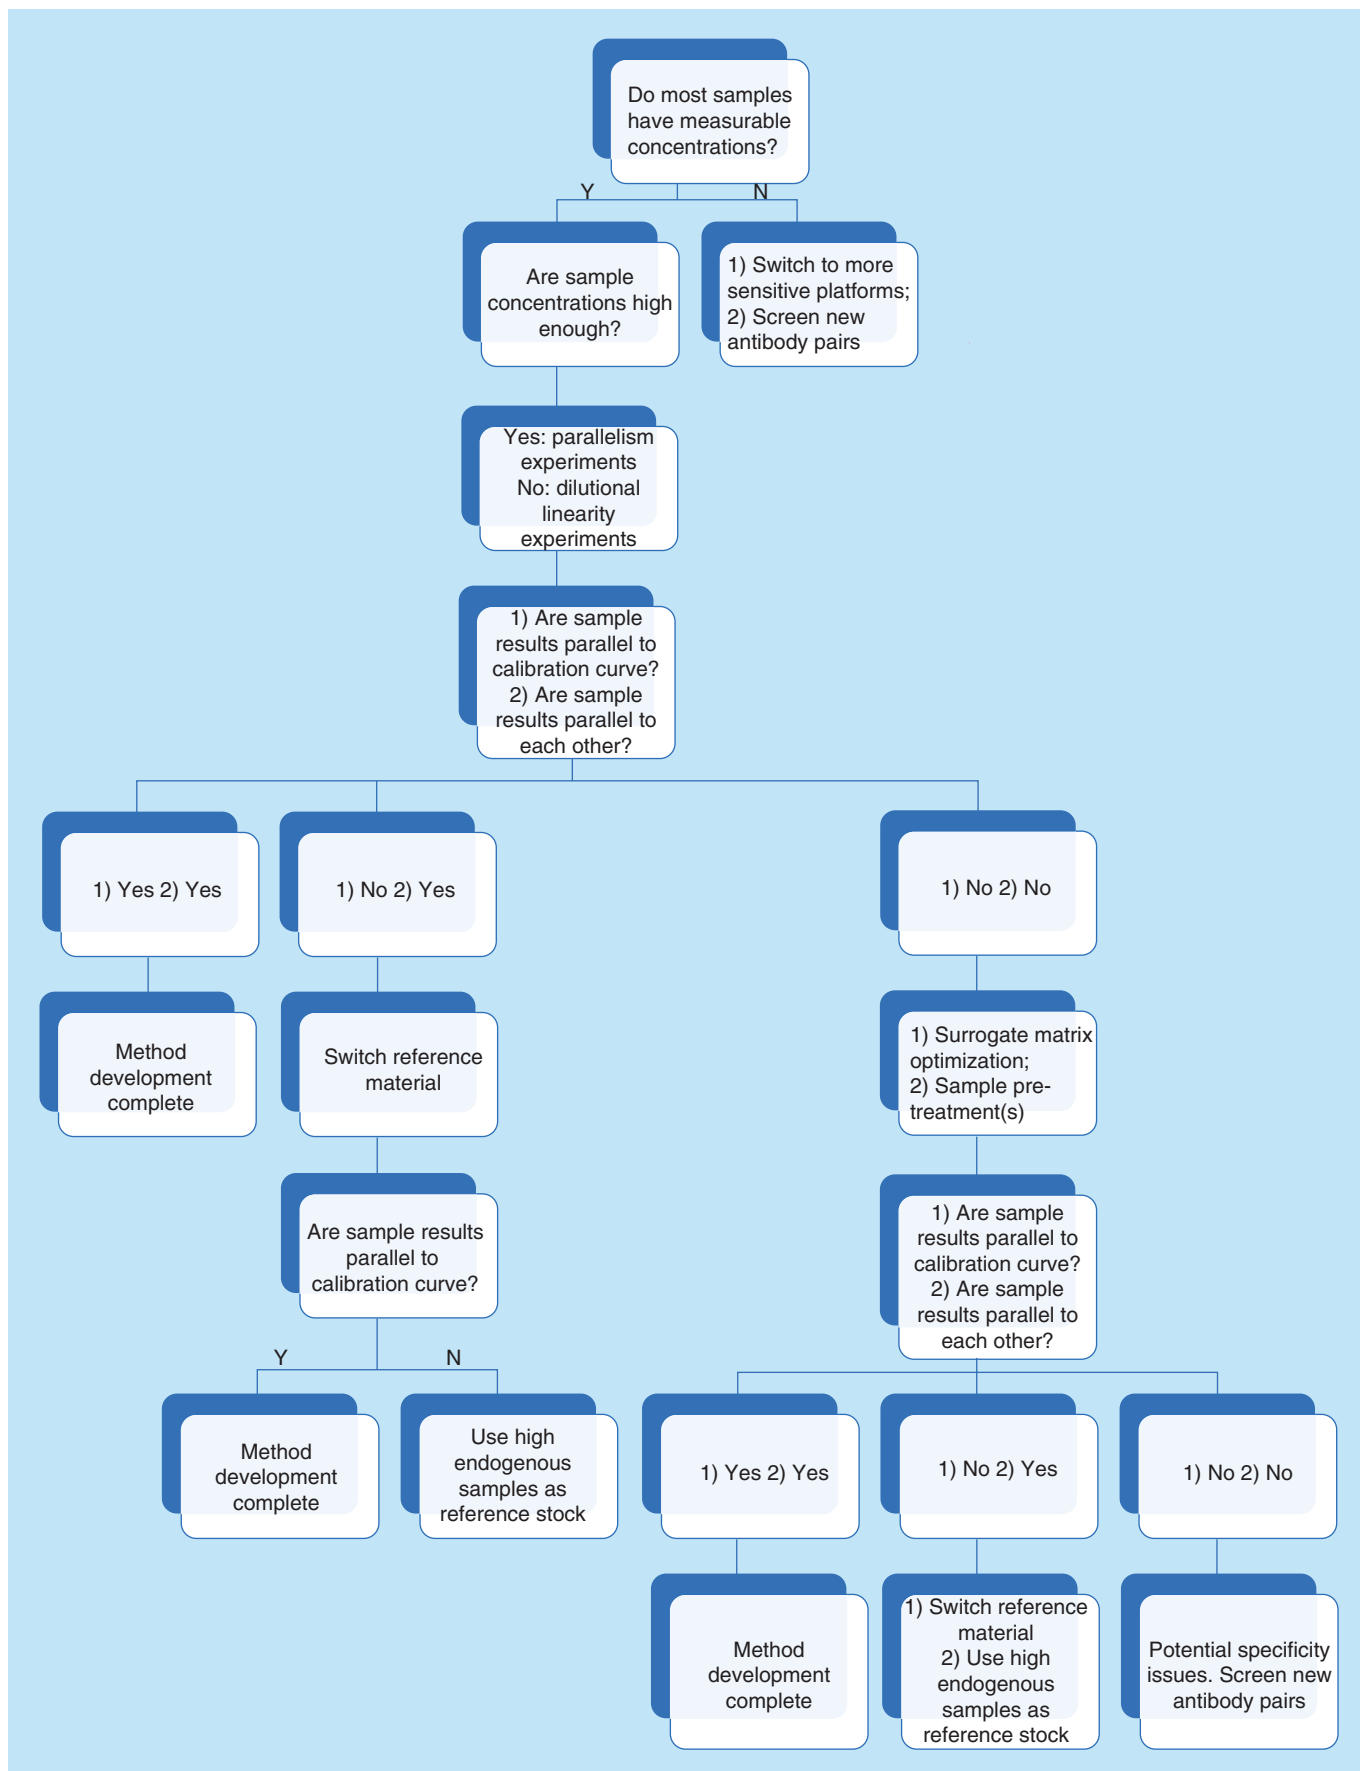 Do most samples
have measurable
concentrations?
Y
N
Are sample
concentrations high
enough?
1) Switch to more
sensitive platforms;
2) Screen new
antibody pairs
Yes: parallelism
experiments
No: dilutional
linearity
experiments
1) Are sample
results parallel to
calibration curve?
2) Are sample
results parallel to
each other?
1) Yes 2) Yes
1) No 2) Yes
1) No 2) No
Method
development
complete
Switch reference
material
1) Surrogate matrix
optimization;
2) Sample pre-
treatment(s)
Are sample results
parallel to
calibration curve?
1) Are sample
results parallel to
calibration curve?
2) Are sample
results parallel to
each other?
Y
N
Method
development
complete
Use high
endogenous
samples as
reference stock
1) Yes 2) Yes
1) No 2) Yes
1) No 2) No
Method
development
complete
1) Switch reference
material
2) Use high
endogenous
samples as
reference stock
Potential specificity
issues. Screen new
antibody pairs